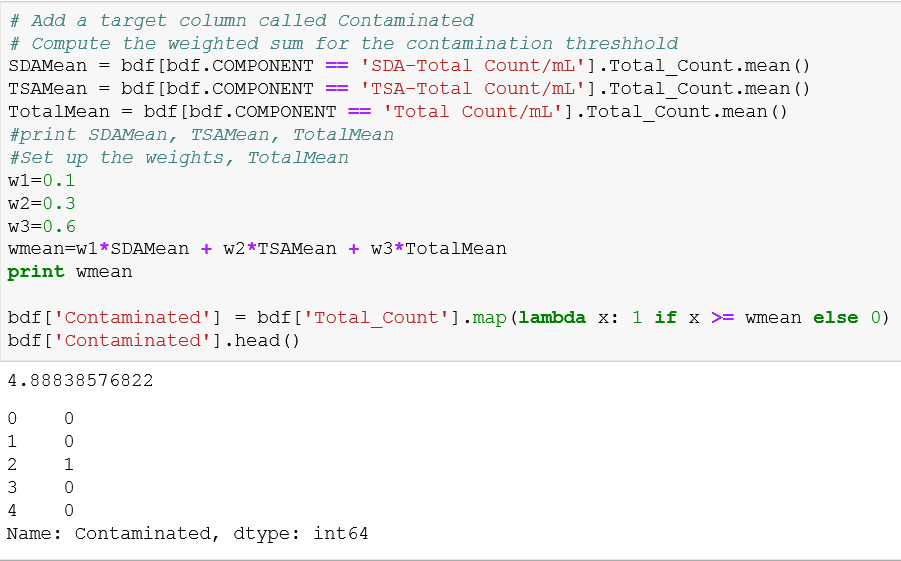 # Add a target column called Contaminated
# Compute the weighted sum for the contamination threshhold
SDAMean = bdf[bdf.COMPONENT == 'SDA-Total Count/mL'].Total_Count.mean()
TSAMean = bdf[bdf.COMPONENT == 'TSA-Total Count/mL'].Total_Count.mean()
TotalMean = bdf[bdf.COMPONENT == 'Total Count/mL'].Total_Count.mean()
#print SDAMean, TSAMean, TotalMean
#Set up the weights, TotalMean
w1=0.1
w2=0.3
w3=0.6
wmean=w1*SDAMean + w2*TSAMean + w3*TotalMean
print wmean
bdf['Contaminated'] = bdf['Total_Count'].map(lambda x: 1 if x >= wmean else 0)
bdf['Contaminated'].head()
4.88838576822
0    0
1    0
2    1
3    0
4    0
Name: Contaminated, dtype: int64